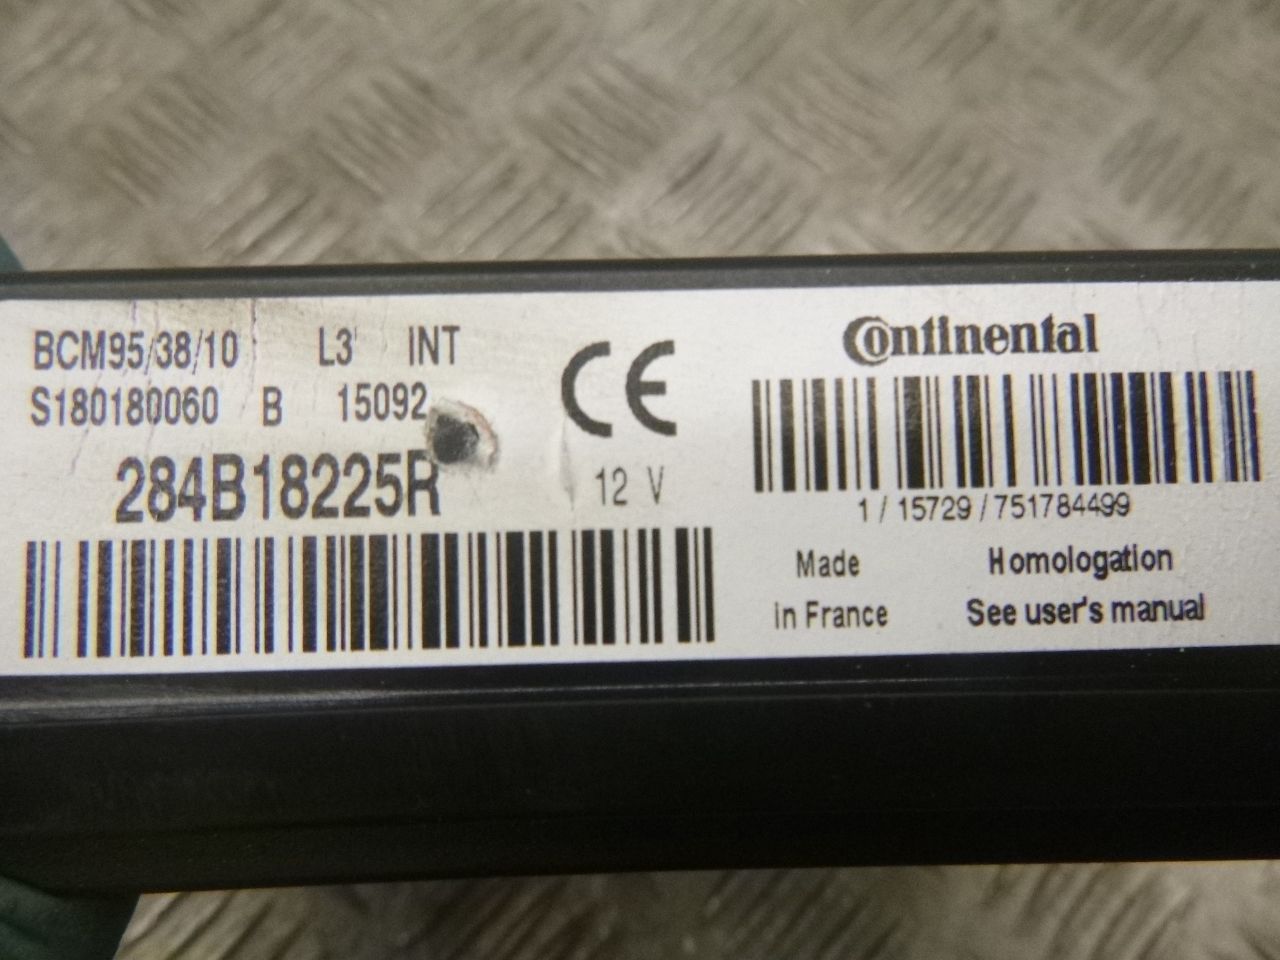 BCM95/38/10 L3 INT
S180180060 B 15092
284B18225R
CE
12 V
Continental
1 / 15729 / 751784499
Made
in France
Homologation
See user's manual